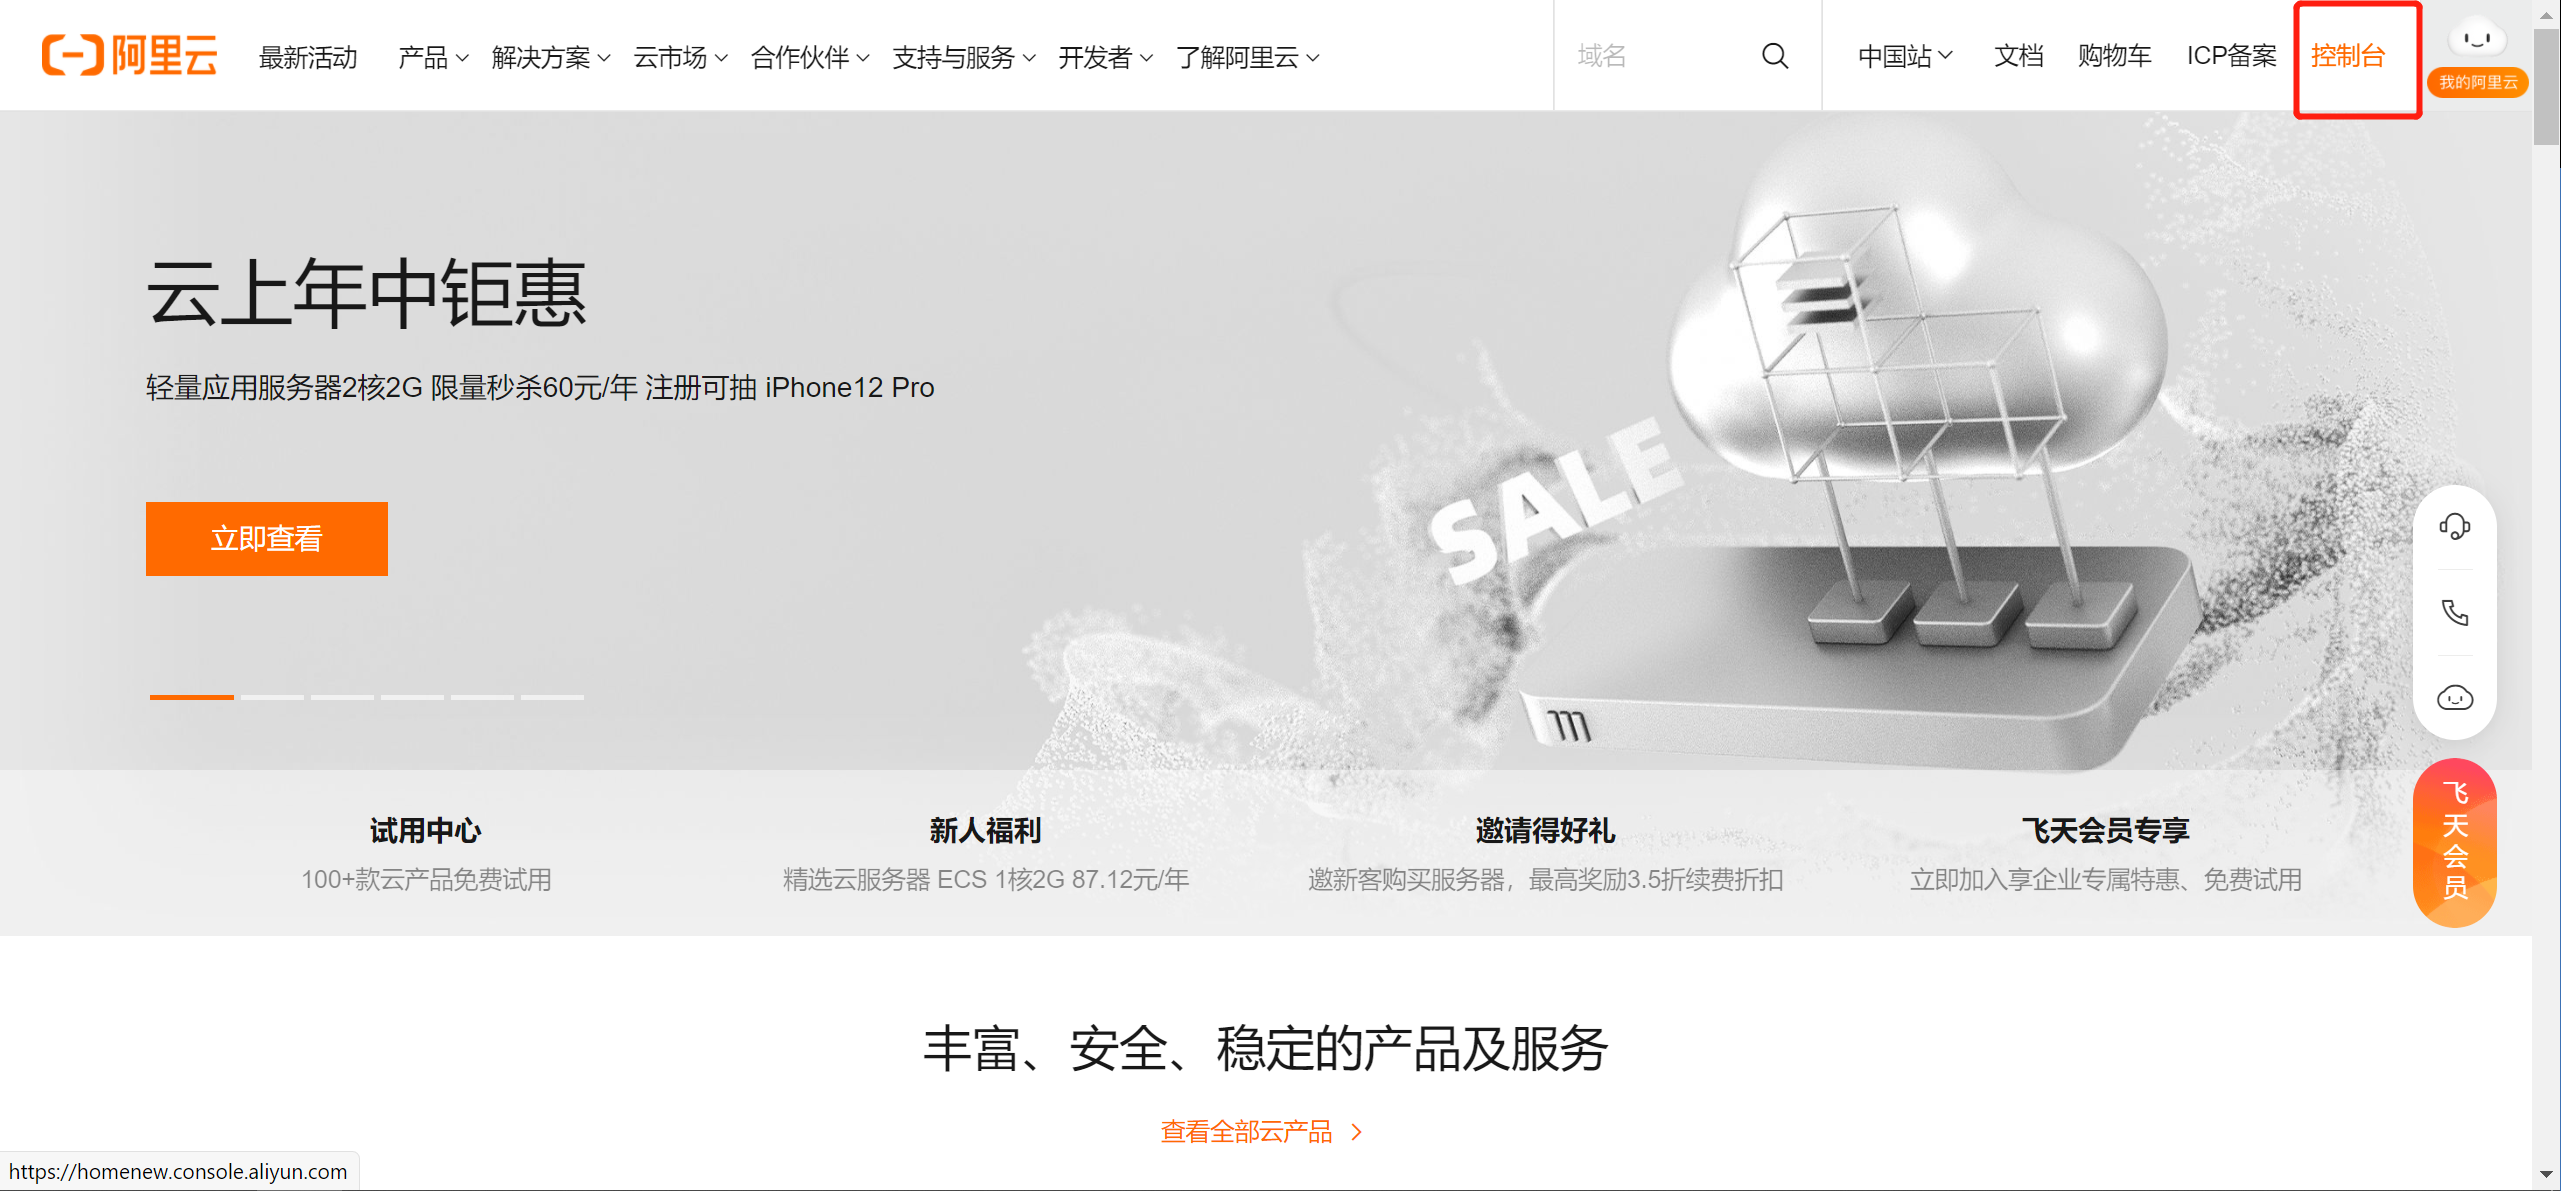 阿里云 最新活动 产品 解决方案 云市场 合作伙伴 支持与服务 开发者 了解阿里云 域名 中国站 文档 购物车 ICP备案 控制台
我的阿里云
云上年中钜惠
轻量应用服务器2核2G 限量秒杀60元/年 注册可抽 iPhone12 Pro
SALE
立即查看
飞天会员
试用中心
100+款云产品免费试用
新人福利
精选云服务器 ECS 1核2G 87.12元/年
邀请得好礼
邀新客购买服务器，最高奖励3.5折续费折扣
飞天会员专享
立即加入享企业专属特惠、免费试用
丰富、安全、稳定的产品及服务
查看全部云产品
https://homenew.console.aliyun.com